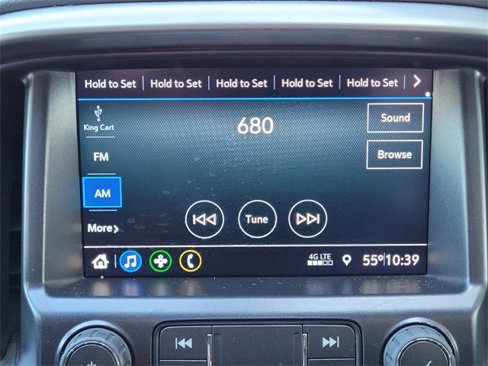 Hold to Set Hold to Set Hold to Set Hold to Set Hold to Set
King Cart
680
Sound
FM
Browse
AM
Tune
More
4G LTE
55° 10:39